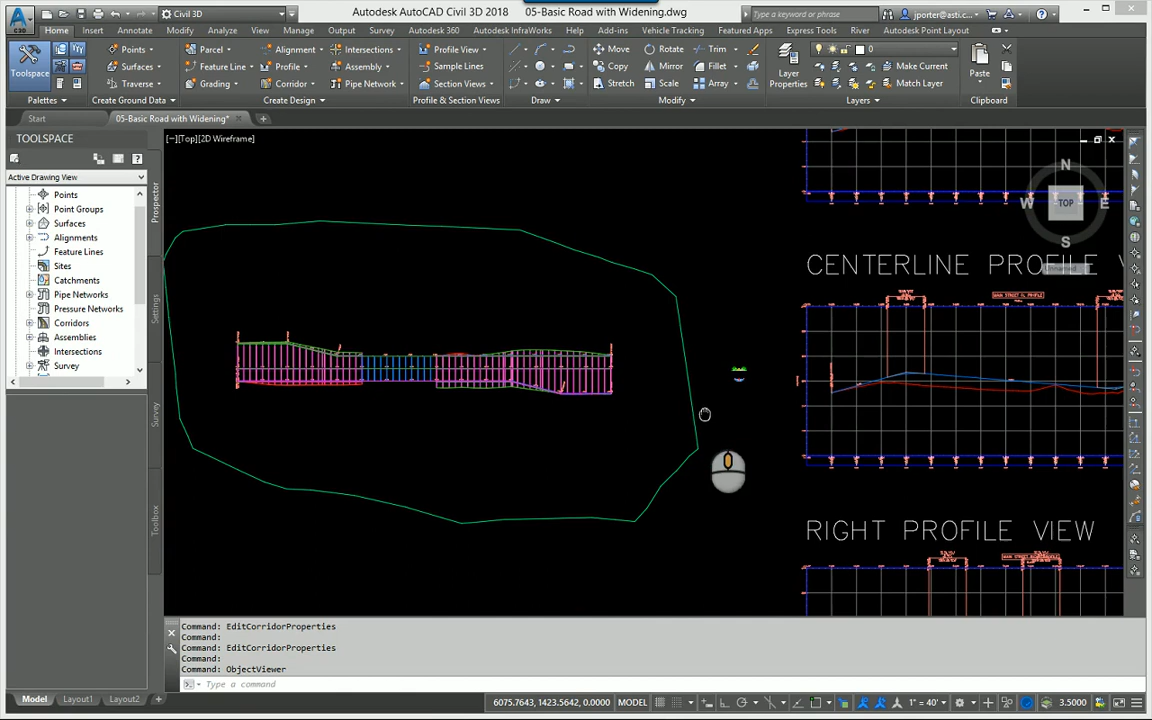 Civil 3D
Autodesk AutoCAD Civil 3D 2018 05-Basic Road with Widening.dwg
Type a keyword or phrase
jporter@asti.c...
C3D
Home Insert Annotate Modify Analyze View Manage Output Survey Autodesk 360 Autodesk InfraWorks Help Add-ins Vehicle Tracking Featured Apps Express Tools River Autodesk Point Layout
Points Parcel Alignment Intersections Profile View Move Rotate Trim 0
Surfaces Feature Line Profile Assembly Sample Lines Copy Mirror Fillet Make Current
Toolspace Traverse Grading Corridor Pipe Network Section Views Stretch Scale Array Layer Properties Match Layer Paste
Palettes Create Ground Data Create Design Profile & Section Views Draw Modify Layers Clipboard
Start 05-Basic Road with Widening*
TOOLSPACE
[−][Top][2D Wireframe]
Active Drawing View
Points
Point Groups
Surfaces
Alignments
Feature Lines
Sites
Catchments
Pipe Networks
Pressure Networks
Corridors
Assemblies
Intersections
Survey
Prospector
Settings
Survey
Toolbox
N
W TOP E
S
CENTERLINE PROFILE V
RIGHT PROFILE VIEW
Command: EditCorridorProperties
Command:
Command: EditCorridorProperties
Command:
Command: ObjectViewer
Type a command
Model Layout1 Layout2 +
6075.7643, 1423.5642, 0.0000 MODEL 1" = 40' 3.5000